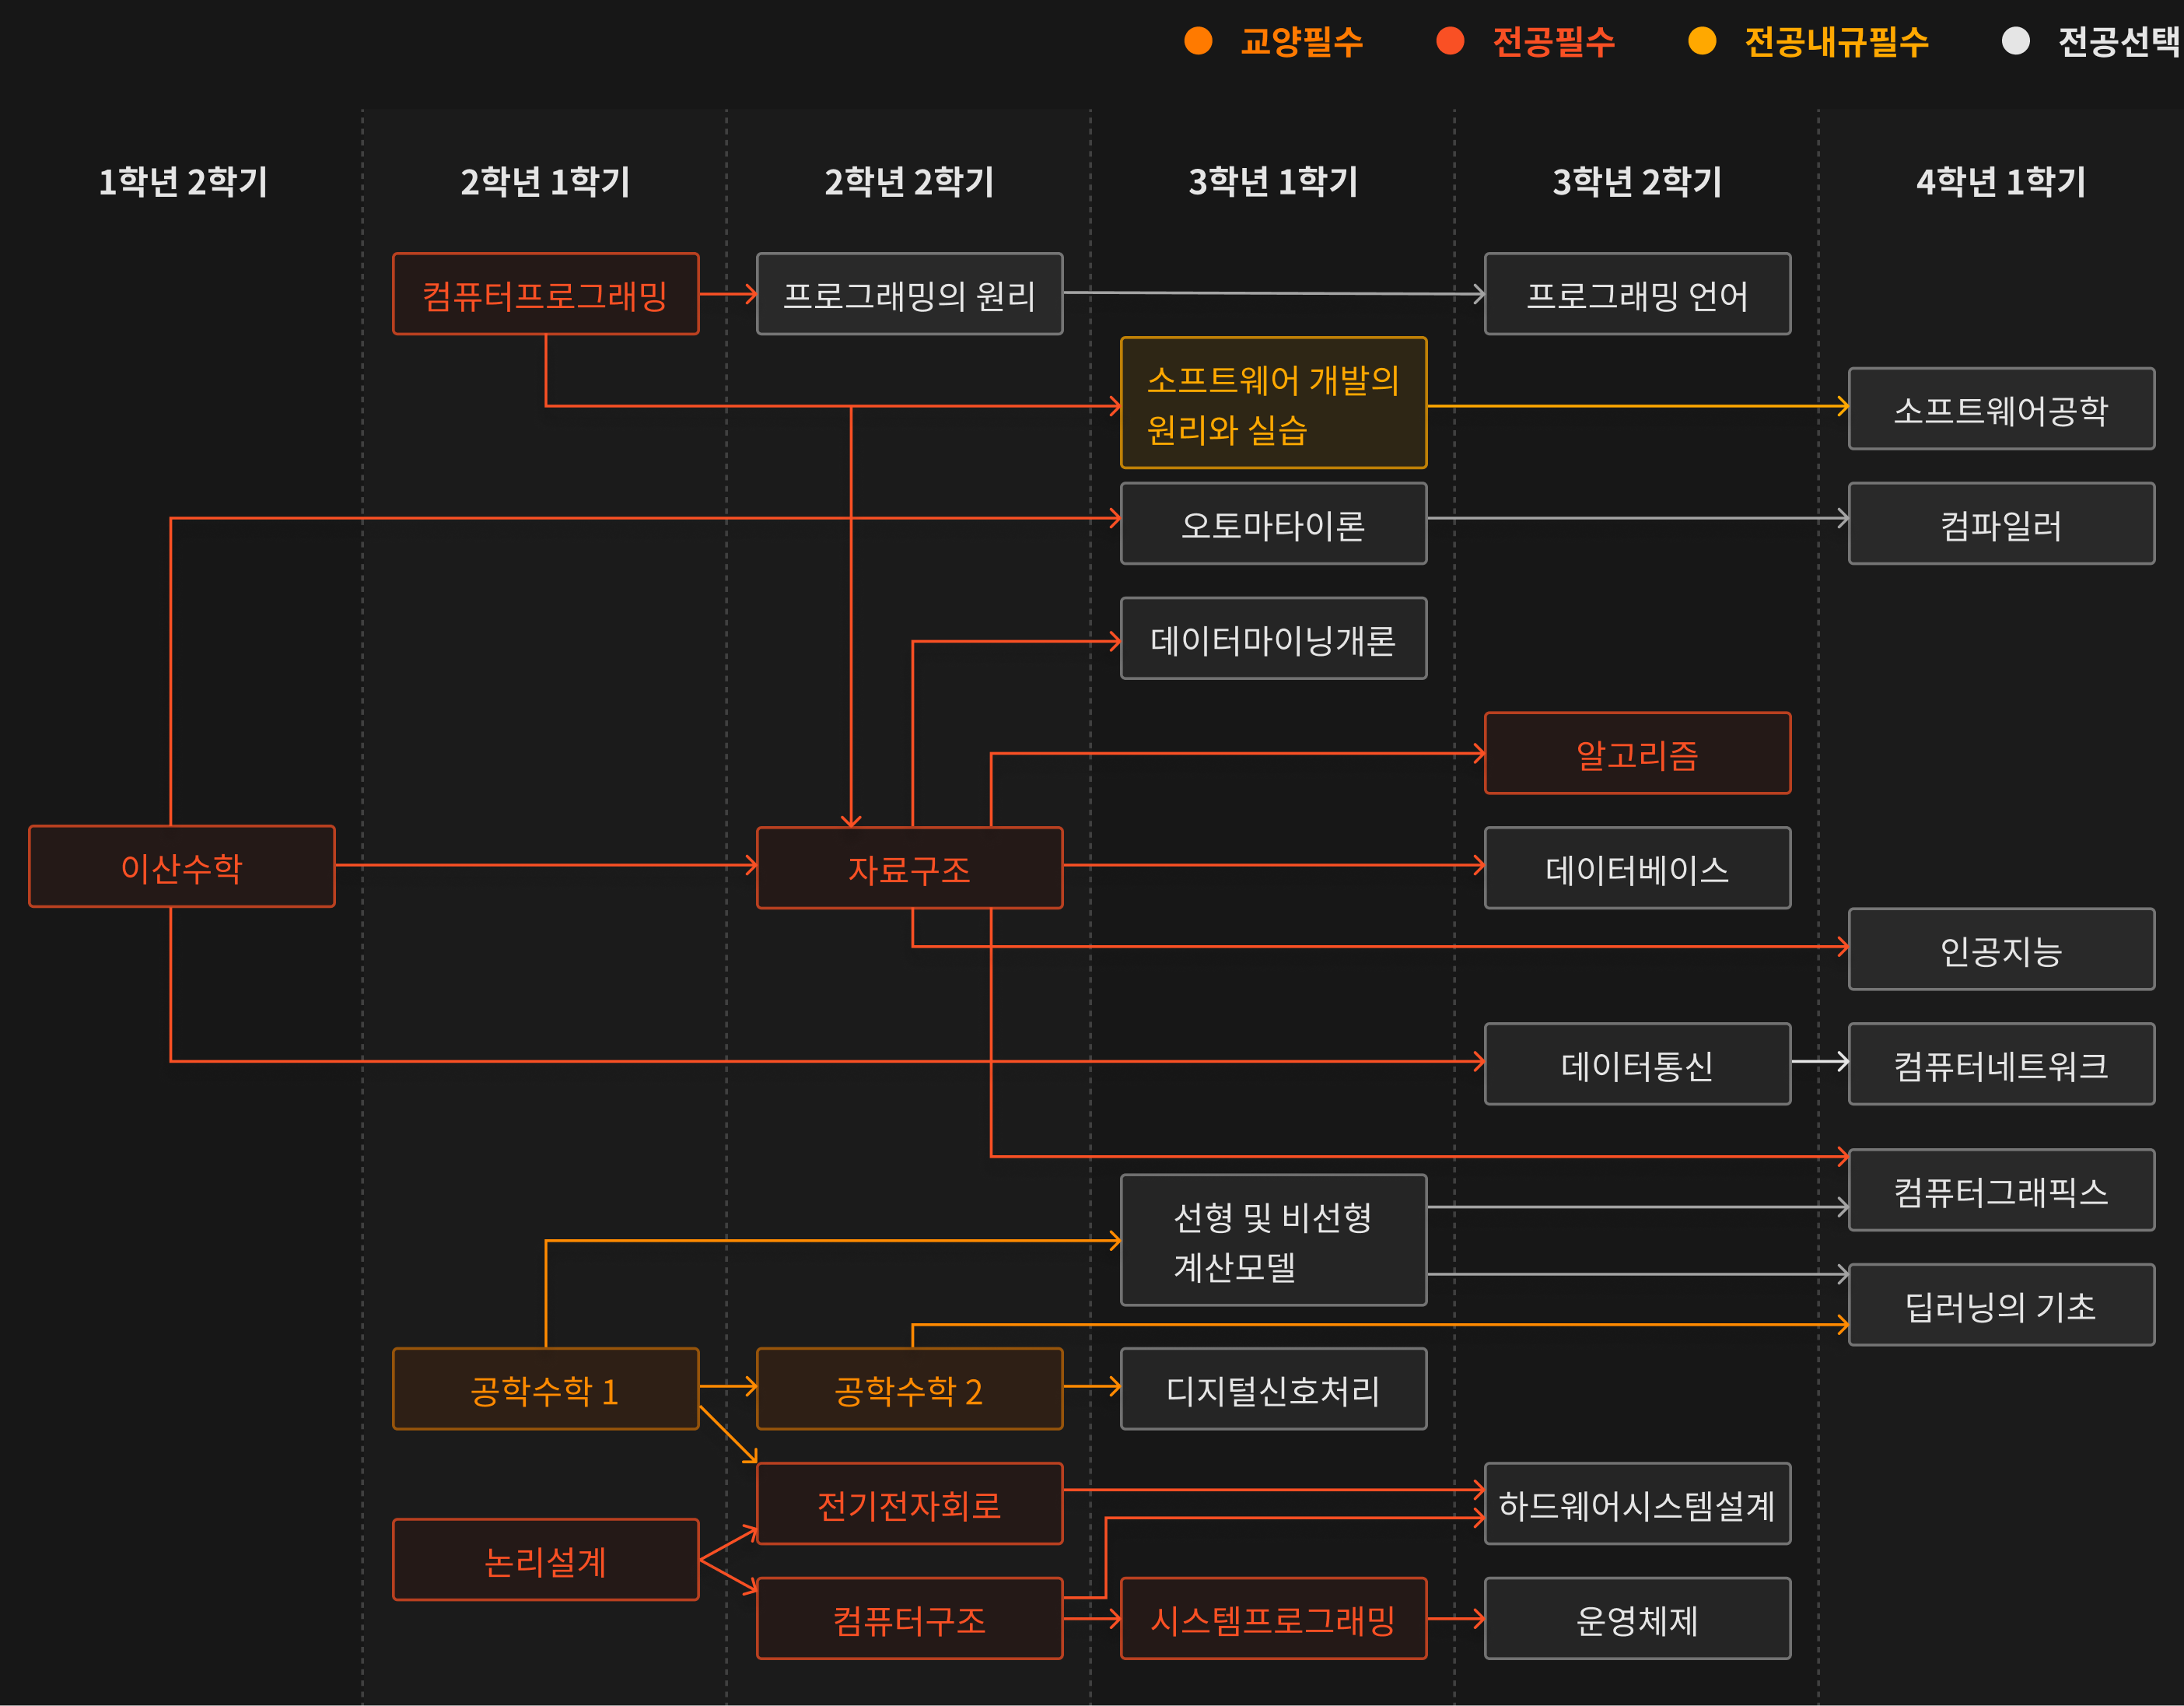 교양필수
전공필수
전공내규필수
전공선택
1학년 2학기
2학년 1학기
2학년 2학기
3학년 1학기
3학년 2학기
4학년 1학기
컴퓨터프로그래밍
프로그래밍의 원리
프로그래밍 언어
소프트웨어 개발의
원리와 실습
소프트웨어공학
오토마타이론
컴파일러
데이터마이닝개론
알고리즘
이산수학
자료구조
데이터베이스
인공지능
데이터통신
컴퓨터네트워크
컴퓨터그래픽스
선형 및 비선형
계산모델
딥러닝의 기초
공학수학 1
공학수학 2
디지털신호처리
전기전자회로
하드웨어시스템설계
논리설계
컴퓨터구조
시스템프로그래밍
운영체제